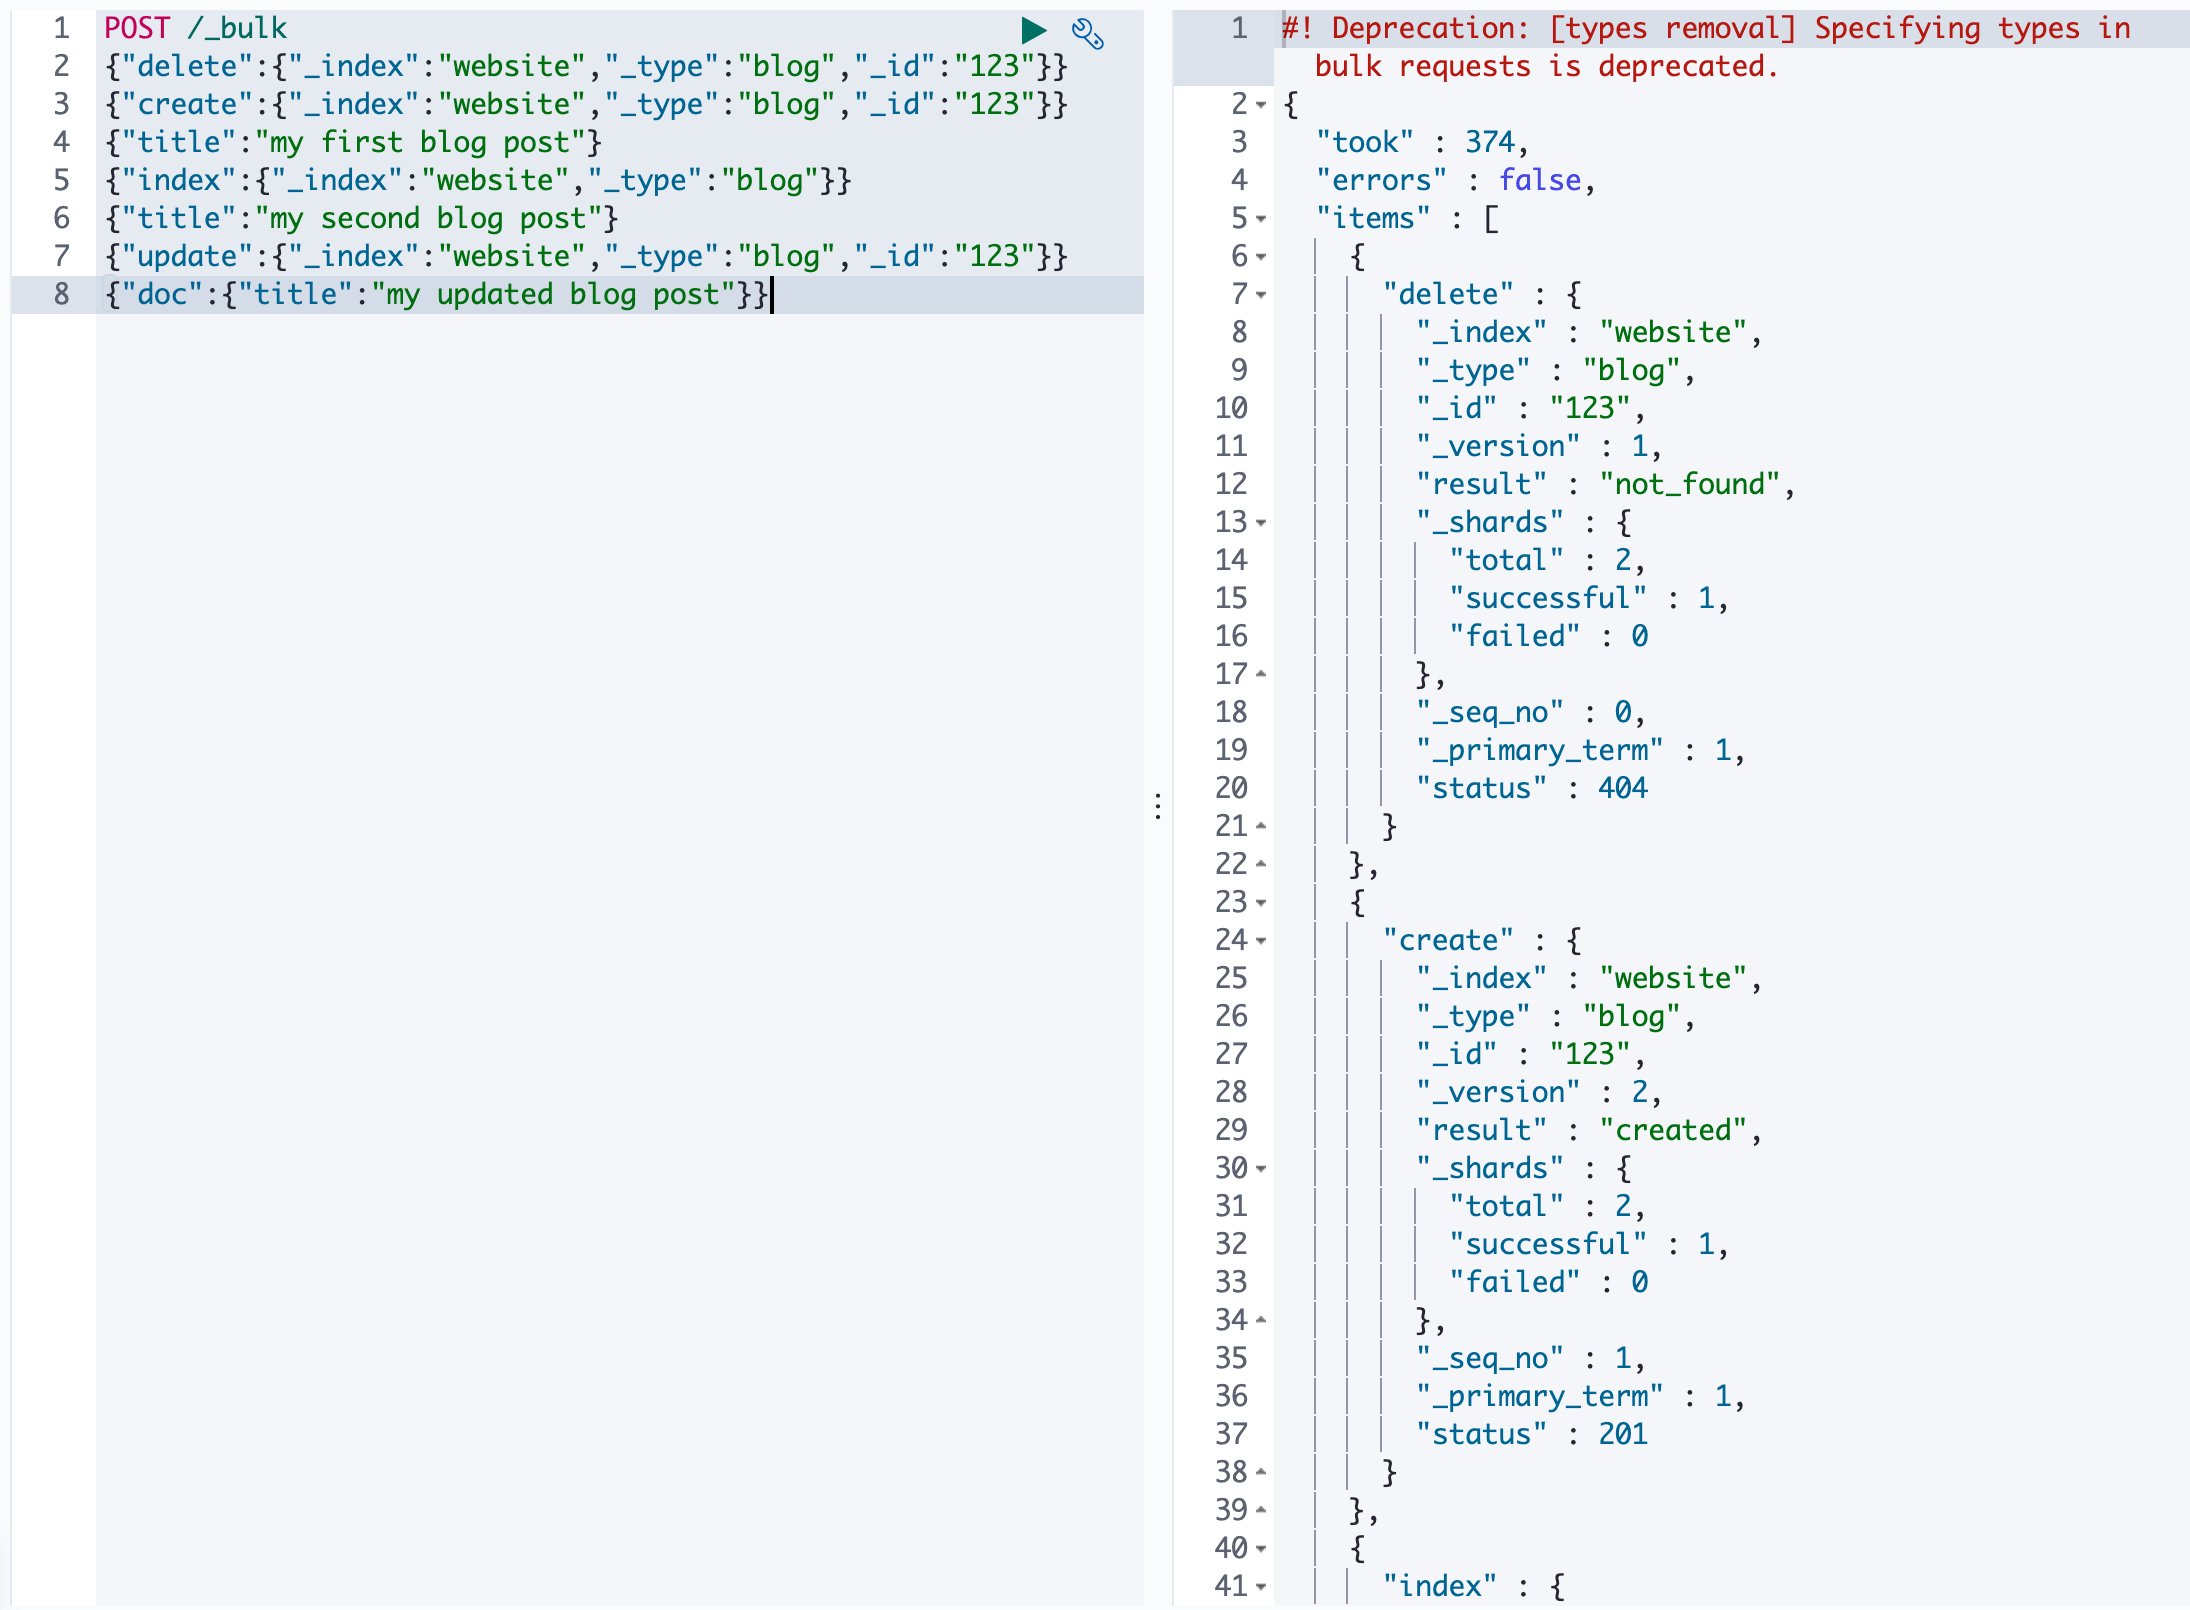 1 POST /_bulk
2 {"delete":{"_index":"website","_type":"blog","_id":"123"}}
3 {"create":{"_index":"website","_type":"blog","_id":"123"}}
4 {"title":"my first blog post"}
5 {"index":{"_index":"website","_type":"blog"}}
6 {"title":"my second blog post"}
7 {"update":{"_index":"website","_type":"blog","_id":"123"}}
8 {"doc":{"title":"my updated blog post"}}
1 #! Deprecation: [types removal] Specifying types in
bulk requests is deprecated.
2 {
3 "took" : 374,
4 "errors" : false,
5 "items" : [
6 {
7 "delete" : {
8 "_index" : "website",
9 "_type" : "blog",
10 "_id" : "123",
11 "_version" : 1,
12 "result" : "not_found",
13 "_shards" : {
14 "total" : 2,
15 "successful" : 1,
16 "failed" : 0
17 },
18 "_seq_no" : 0,
19 "_primary_term" : 1,
20 "status" : 404
21 }
22 },
23 {
24 "create" : {
25 "_index" : "website",
26 "_type" : "blog",
27 "_id" : "123",
28 "_version" : 2,
29 "result" : "created",
30 "_shards" : {
31 "total" : 2,
32 "successful" : 1,
33 "failed" : 0
34 },
35 "_seq_no" : 1,
36 "_primary_term" : 1,
37 "status" : 201
38 }
39 },
40 {
41 "index" : {